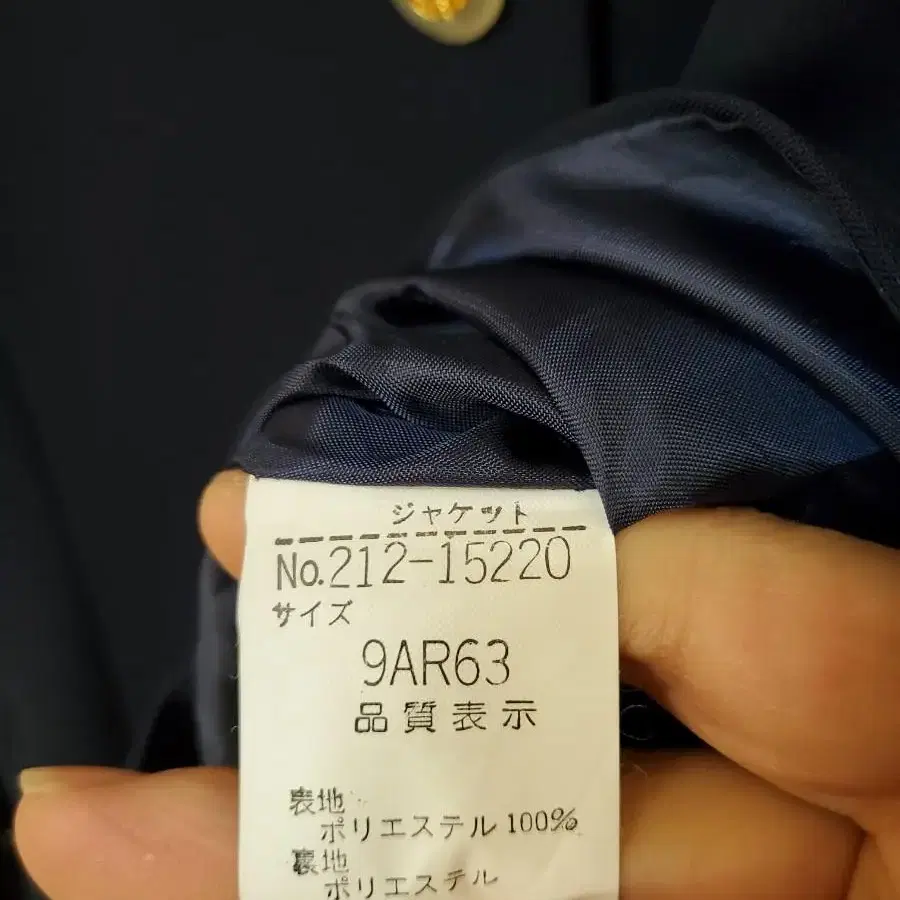 ジャケット
No.212-15220
サイズ
9AR63
品質表示
表地
ポリエステル 100%
裏地
ポリエステル